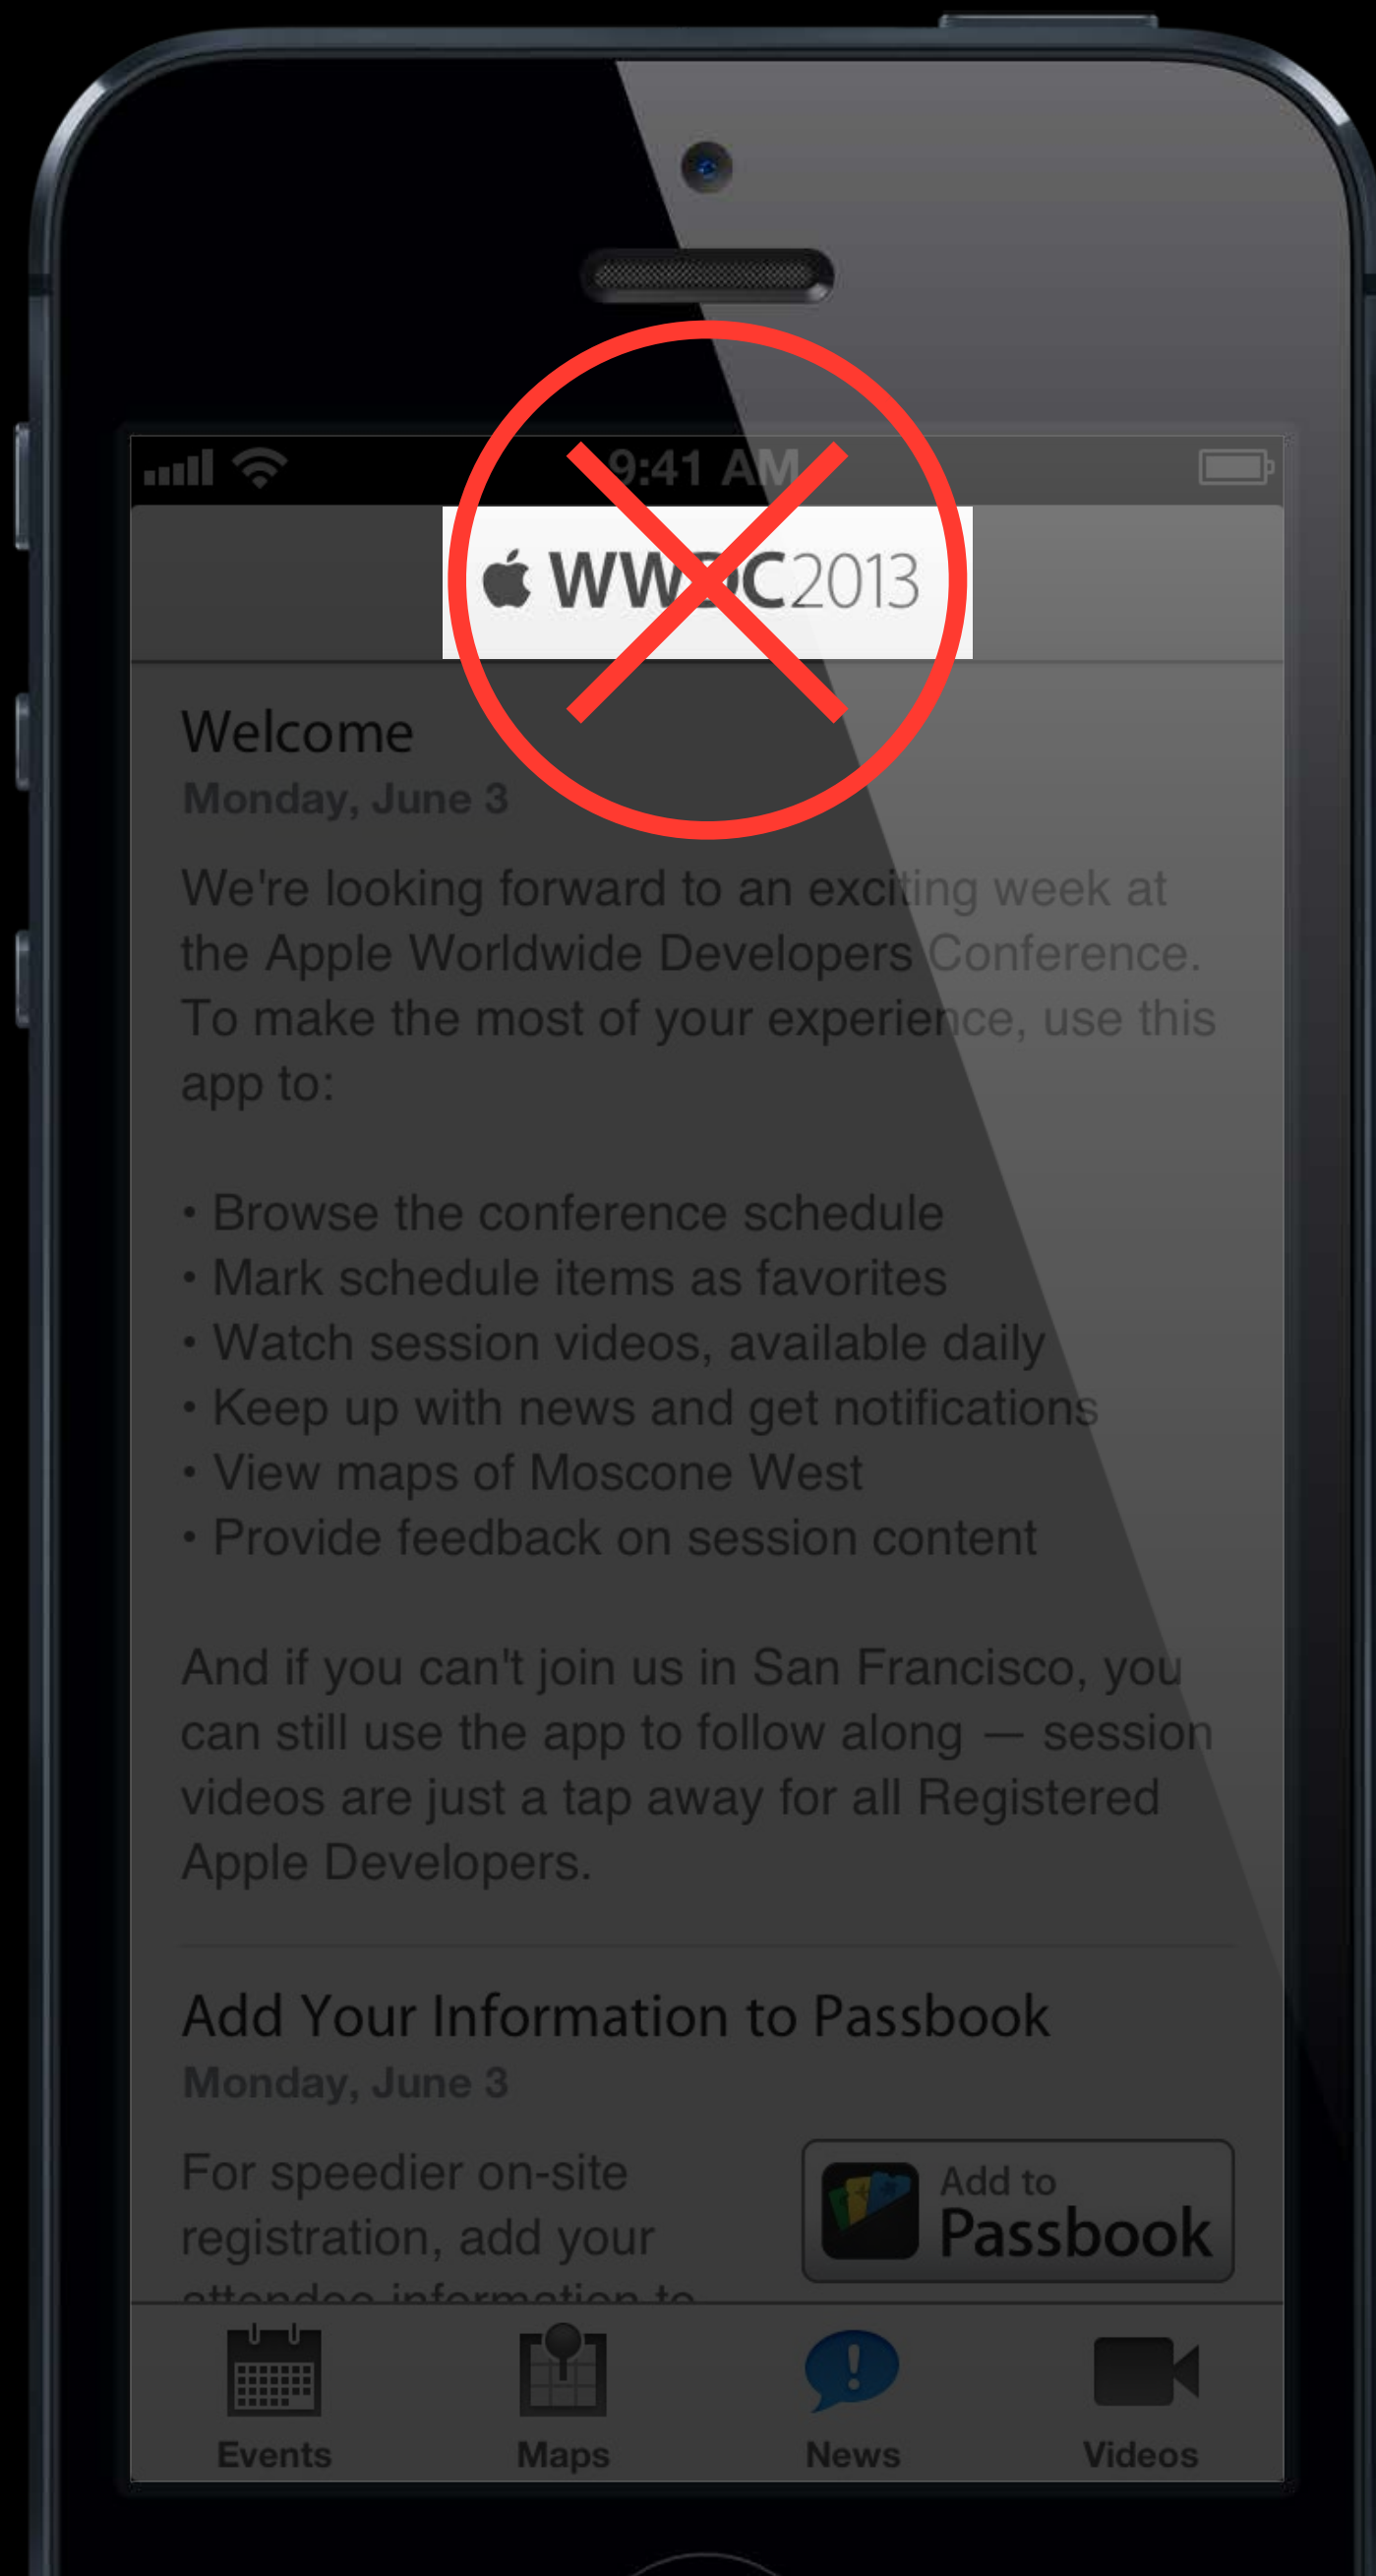 9:41 AM
WWDC2013
Welcome
Monday, June 3
We're looking forward to an exciting week at
the Apple Worldwide Developers Conference.
To make the most of your experience, use this
app to:
• Browse the conference schedule
• Mark schedule items as favorites
• Watch session videos, available daily
• Keep up with news and get notifications
• View maps of Moscone West
• Provide feedback on session content
And if you can't join us in San Francisco, you
can still use the app to follow along — session
videos are just a tap away for all Registered
Apple Developers.
Add Your Information to Passbook
Monday, June 3
For speedier on-site
registration, add your
attendee information to
Add to
Passbook
Events
Maps
News
Videos